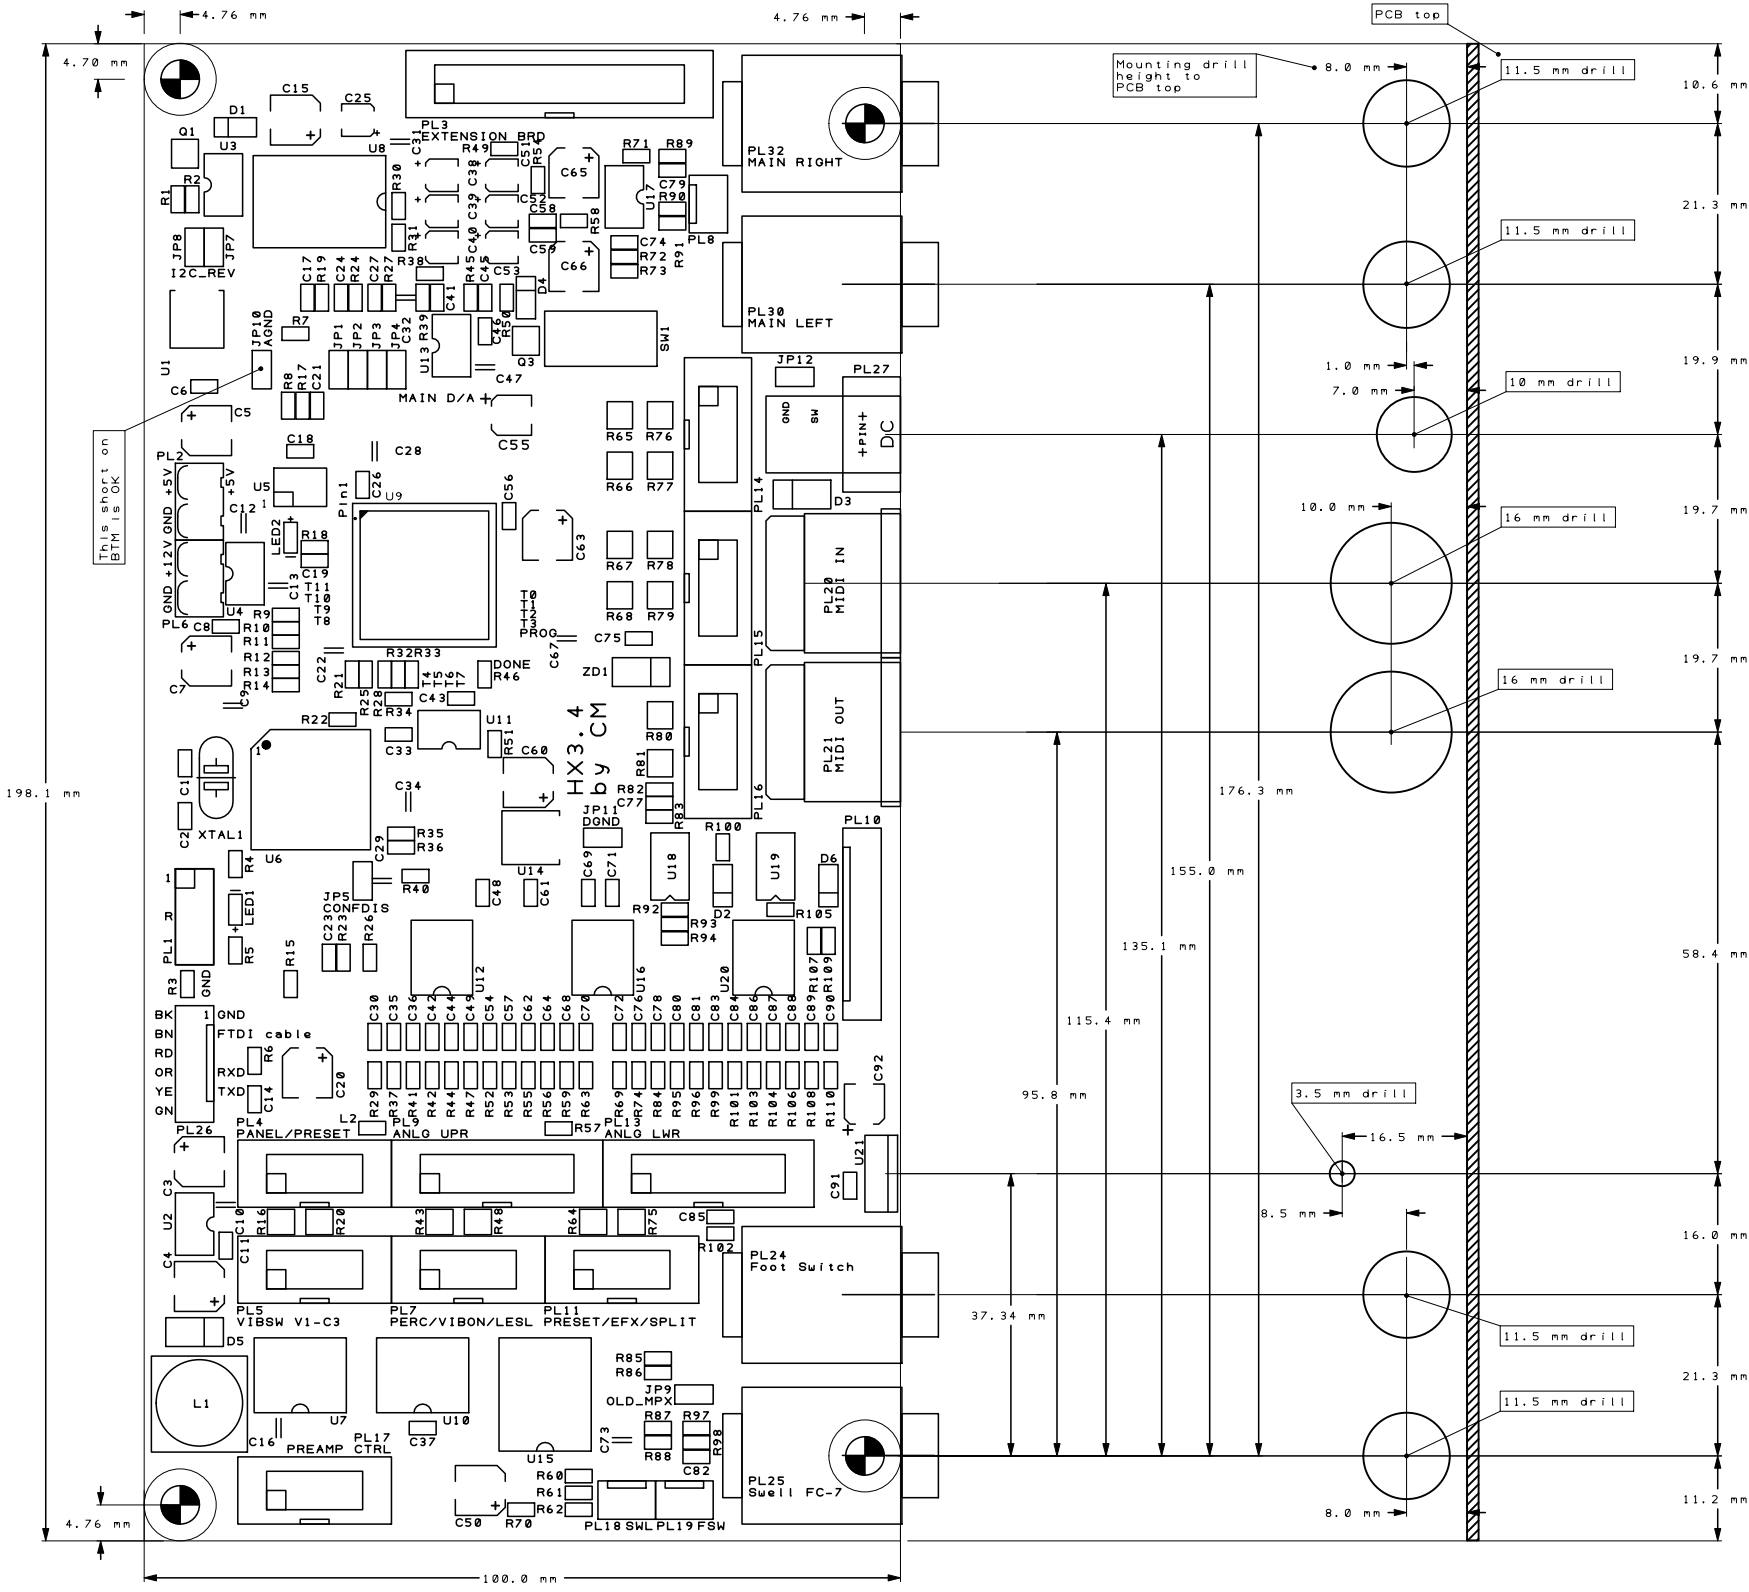 4.76 mm
4.76 mm
PCB top
4.70 mm
Mounting drill
height to
PCB top
8.0 mm
11.5 mm drill
10.6 mm
C15
C25
D1
Q1
U3
U8
C31
PL3
EXTENSION BRD
R49
C51
R54
R71
R89
PL32
MAIN RIGHT
R1
R2
R30
C38
C65
U17
C79
R90
C39
C52
C58
R58
21.3 mm
JP8
JP7
R31
C40
C59
C74
R72
R73
R91
PL8
11.5 mm drill
I2C_REV
R38
C53
C66
C17
R19
C24
R24
C27
R27
C41
R45
C45
D4
JP10
AGND
R7
JP1
JP2
JP3
JP4
C32
R39
U13
C46
R50
Q3
SW1
PL30
MAIN LEFT
U1
C47
JP12
PL27
1.0 mm
19.9 mm
C6
R8
R17
C21
7.0 mm
10 mm drill
MAIN D/A
C5
C55
GND
SW
+PIN+
DC
R65
R76
This short on
BTM is OK
C18
C28
PL2
+5V
+5V
U5
1
Pin1
C26
U9
C56
R66
R77
PL14
D3
GND
C12
LED2
R18
C63
10.0 mm
16 mm drill
19.7 mm
+12V
C19
R67
R78
PL20
MIDI IN
GND
U4
C13
T11
T10
T9
T8
T0
T1
T2
T3
PROG
R68
R79
PL6
C8
R9
R10
R11
C67
C75
PL15
C7
R12
R13
R14
C22
R32
R33
DONE
R46
ZD1
19.7 mm
C9
R21
R25
R28
R34
T4
T5
T6
T7
C43
16 mm drill
R22
C33
U11
R51
C60
HX3.4
by CM
R80
R81
PL21
MIDI OUT
PL16
198.1 mm
C1
C2
XTAL1
1
U6
C34
R82
C77
R83
JP11
DGND
R100
PL10
176.3 mm
C29
R35
R36
R4
U14
C69
C71
U18
U19
D6
155.0 mm
1
R
PL1
LED1
R5
JP5
CONFDIS
R40
C48
C61
R92
R93
R94
D2
R105
C23
R23
R26
R15
135.1 mm
58.4 mm
R3
GND
U12
U16
U20
R107
R109
BK
1
GND
BN
FTDI cable
RD
OR
RXD
YE
TXD
GN
C30
C35
C36
C42
C44
C49
C54
C57
C62
C64
C68
C70
C72
C76
C78
C80
C81
C83
C84
C86
C87
C88
C89
C90
115.4 mm
R6
C14
C20
C92
R29
R37
R41
R42
R44
R47
R52
R53
R55
R56
R59
R63
R69
R74
R84
R95
R96
R99
R101
R103
R104
R106
R108
R110
95.8 mm
3.5 mm drill
PL26
PL4
PANEL/PRESET
L2
PL9
ANLG UPR
R57
PL13
ANLG LWR
16.5 mm
C3
U21
C91
U2
C10
R16
R20
R43
R48
R64
R75
C85
R102
8.5 mm
16.0 mm
C4
C11
PL24
Foot Switch
PL5
VIBSW V1-C3
PL7
PERC/VIBON/LESL
PL11
PRESET/EFX/SPLIT
37.34 mm
11.5 mm drill
D5
R85
R86
21.3 mm
L1
JP9
OLD_MPX
11.5 mm drill
U7
U10
R87
R97
C16
PL17
PREAMP CTRL
C37
U15
C73
R88
R98
C82
R60
R61
R62
PL25
Swell FC-7
4.76 mm
C50
R70
PL18 SWL
PL19 FSW
8.0 mm
11.2 mm
100.0 mm